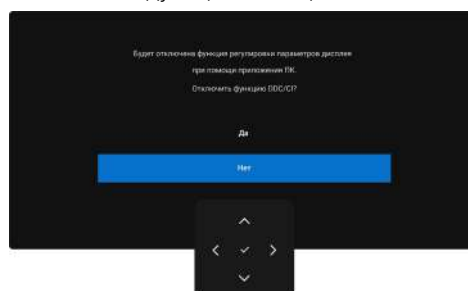 Будет отключена функция регулировки параметров дисплея
при помощи приложения ПК.
Отключить функцию DDC/CI?
Да
Нет